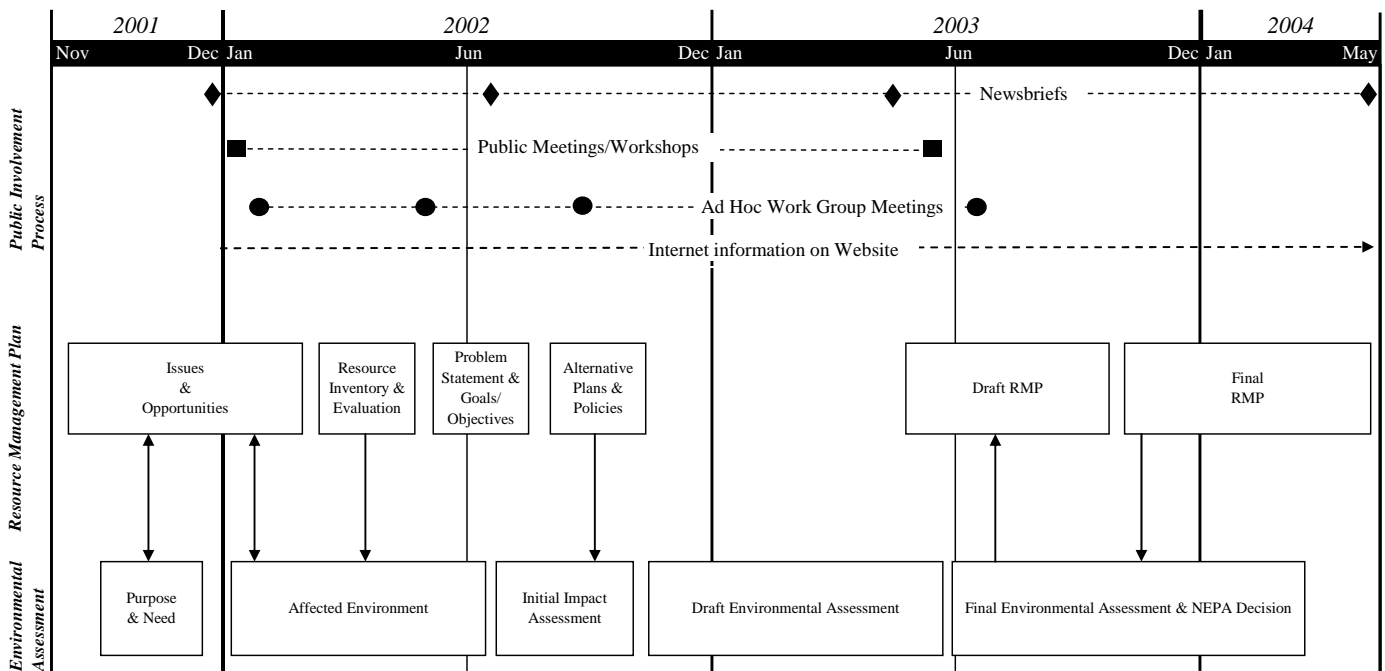 2001 2002 2003 2004
Nov Dec Jan Jun Dec Jan Jun Dec Jan May
Public Involvement
Process
Newsbriefs
Public Meetings/Workshops
Ad Hoc Work Group Meetings
Internet information on Website
Resource Management Plan
Issues
&
Opportunities
Resource
Inventory &
Evaluation
Problem
Statement &
Goals/
Objectives
Alternative
Plans &
Policies
Draft RMP
Final
RMP
Environmental
Assessment
Purpose
& Need
Affected Environment
Initial Impact
Assessment
Draft Environmental Assessment
Final Environmental Assessment & NEPA Decision